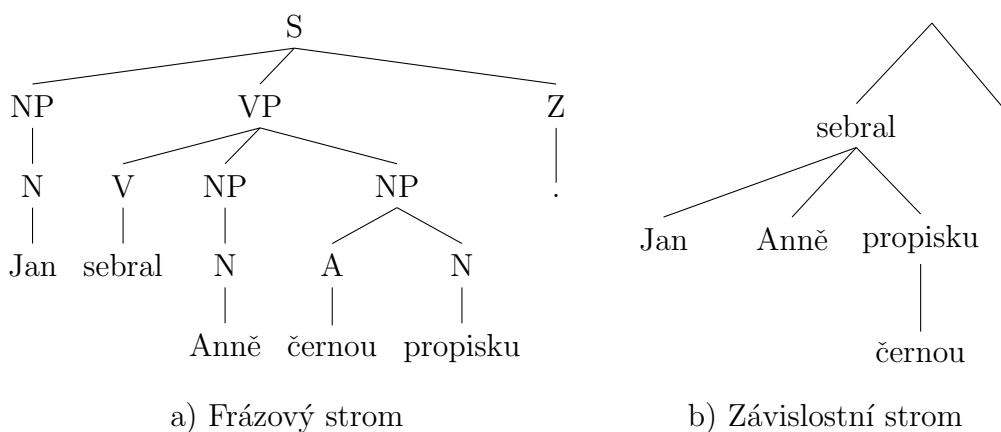 S
NP VP Z
sebral
N V NP NP .
Jan Anně propisku
Jan sebral N A N
Anně černou propisku
černou
a) Frázový strom
b) Závislostní strom